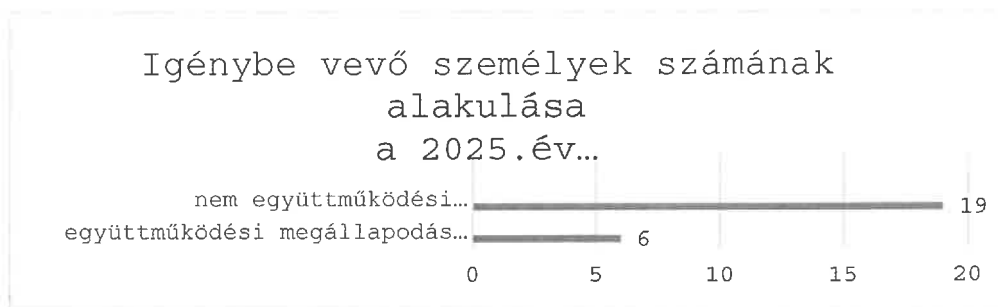 Igénybe vevő személyek számának
alakulása
a 2025.év…
nem együttműködési…
19
együttműködési megállapodás…
6
0 5 10 15 20